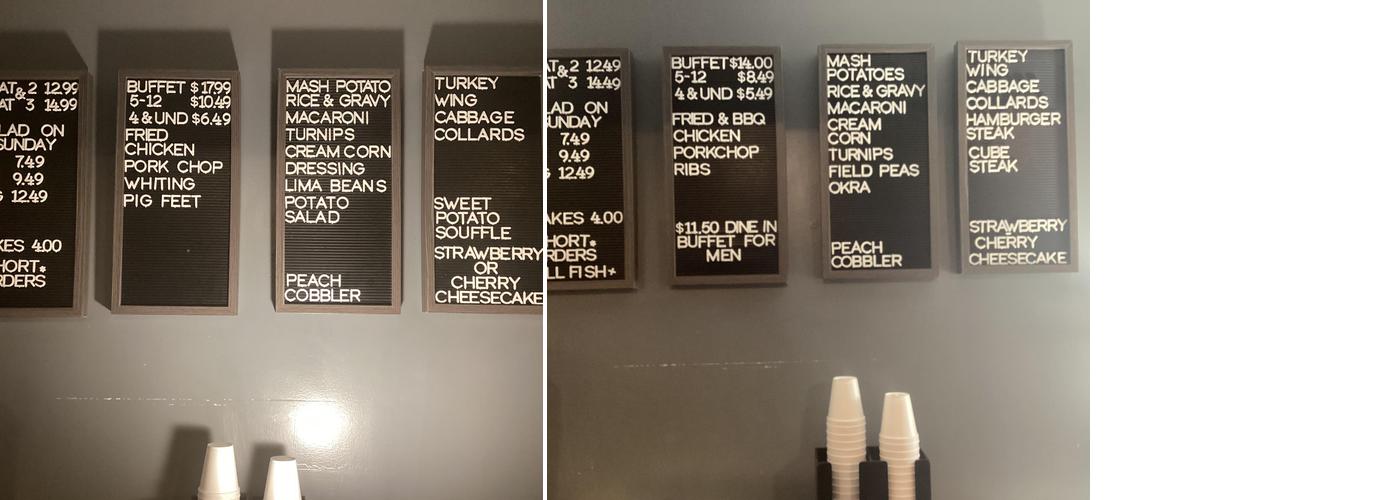 AT&2 12.99
AT 3 14.99
LAD ON
SUNDAY
7.49
9.49
12.49
KES 4.00
HORT*
RDERS
BUFFET $17.99
5-12 $10.49
4 & UND $6.49
FRIED
CHICKEN
PORK CHOP
WHITING
PIG FEET
MASH POTATO
RICE & GRAVY
MACARONI
TURNIPS
CREAM CORN
DRESSING
LIMA BEANS
POTATO
SALAD
PEACH
COBBLER
TURKEY
WING
CABBAGE
COLLARDS
SWEET
POTATO
SOUFFLE
STRAWBERRY
OR
CHERRY
CHEESECAKE
AT&2 12.49
AT 3 14.49
LAD ON
UNDAY
7.49
9.49
G 12.49
AKES 4.00
HORT*
RDERS
LL FISH+
BUFFET $14.00
5-12 $8.49
4 & UND $5.49
FRIED & BBQ
CHICKEN
PORKCHOP
RIBS
$11.50 DINE IN
BUFFET FOR
MEN
MASH
POTATOES
RICE & GRAVY
MACARONI
CREAM
CORN
TURNIPS
FIELD PEAS
OKRA
PEACH
COBBLER
TURKEY
WING
CABBAGE
COLLARDS
HAMBURGER
STEAK
CUBE
STEAK
STRAWBERRY
CHERRY
CHEESECAKE